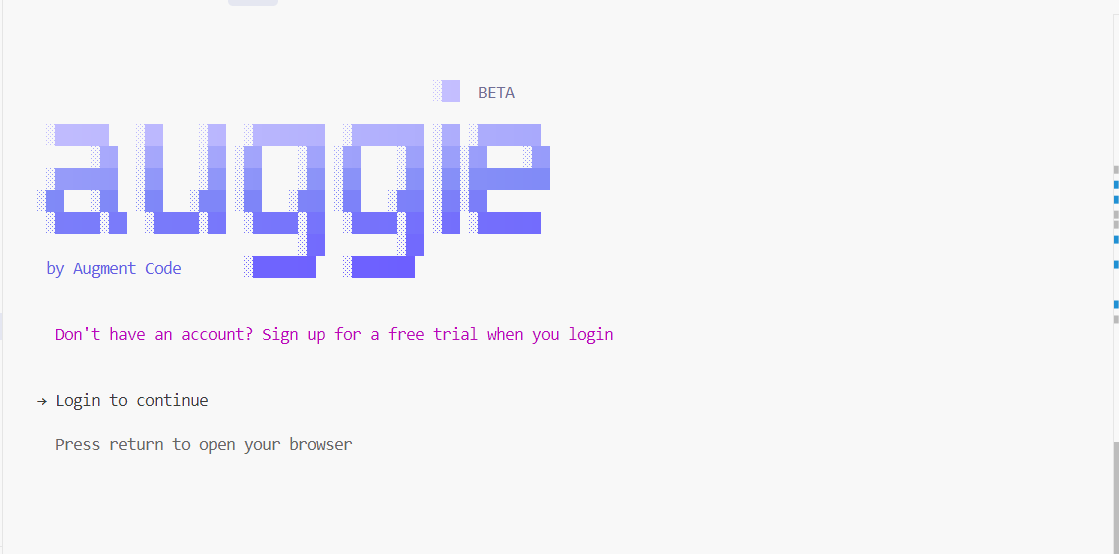 BETA
auggie
by Augment Code
Don't have an account? Sign up for a free trial when you login
→ Login to continue
Press return to open your browser